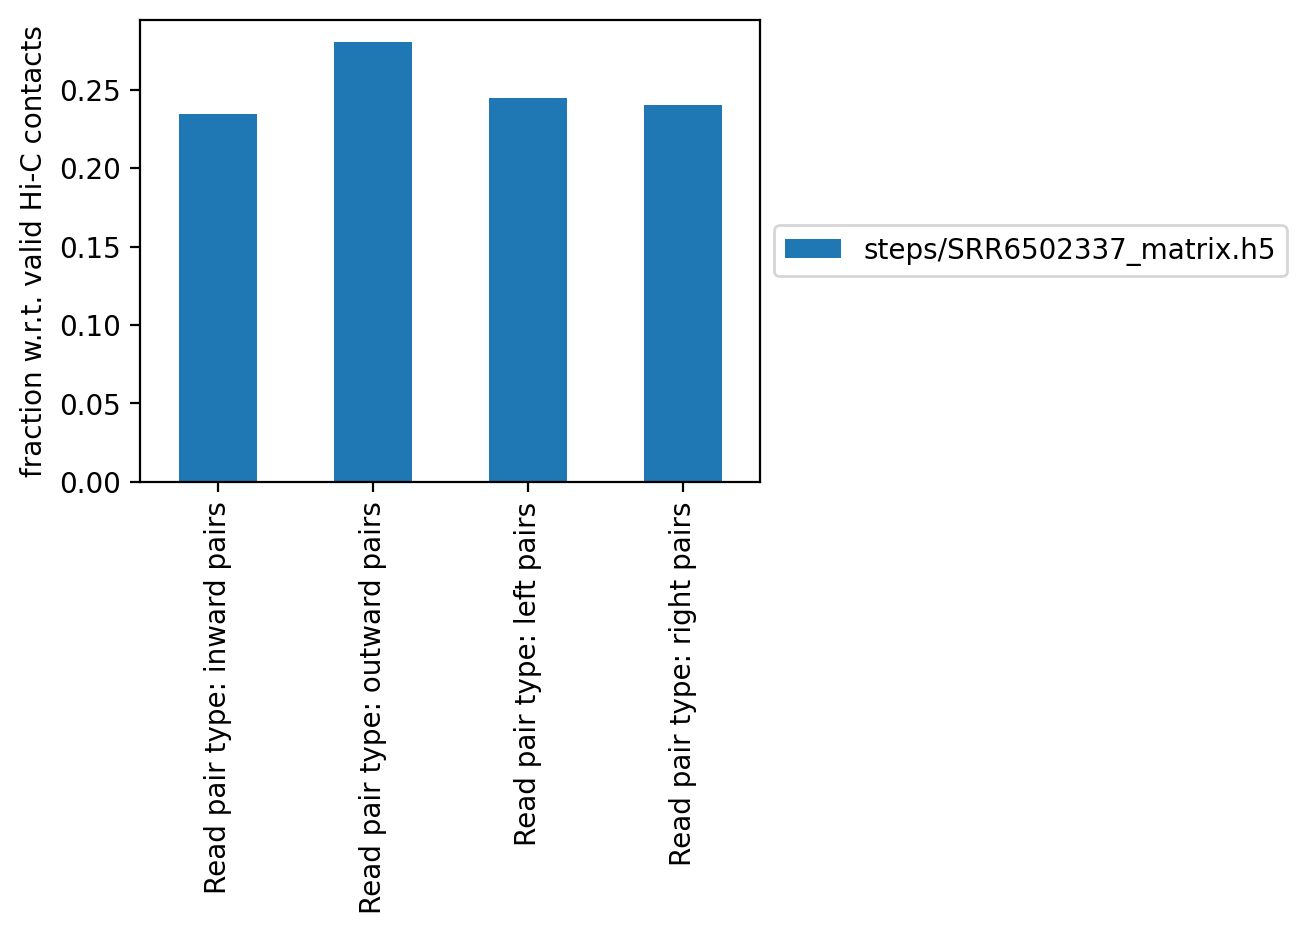 fraction w.r.t. valid Hi-C contacts
0.25
0.20
0.15
0.10
0.05
0.00
Read pair type: inward pairs
Read pair type: outward pairs
Read pair type: left pairs
Read pair type: right pairs
steps/SRR6502337_matrix.h5